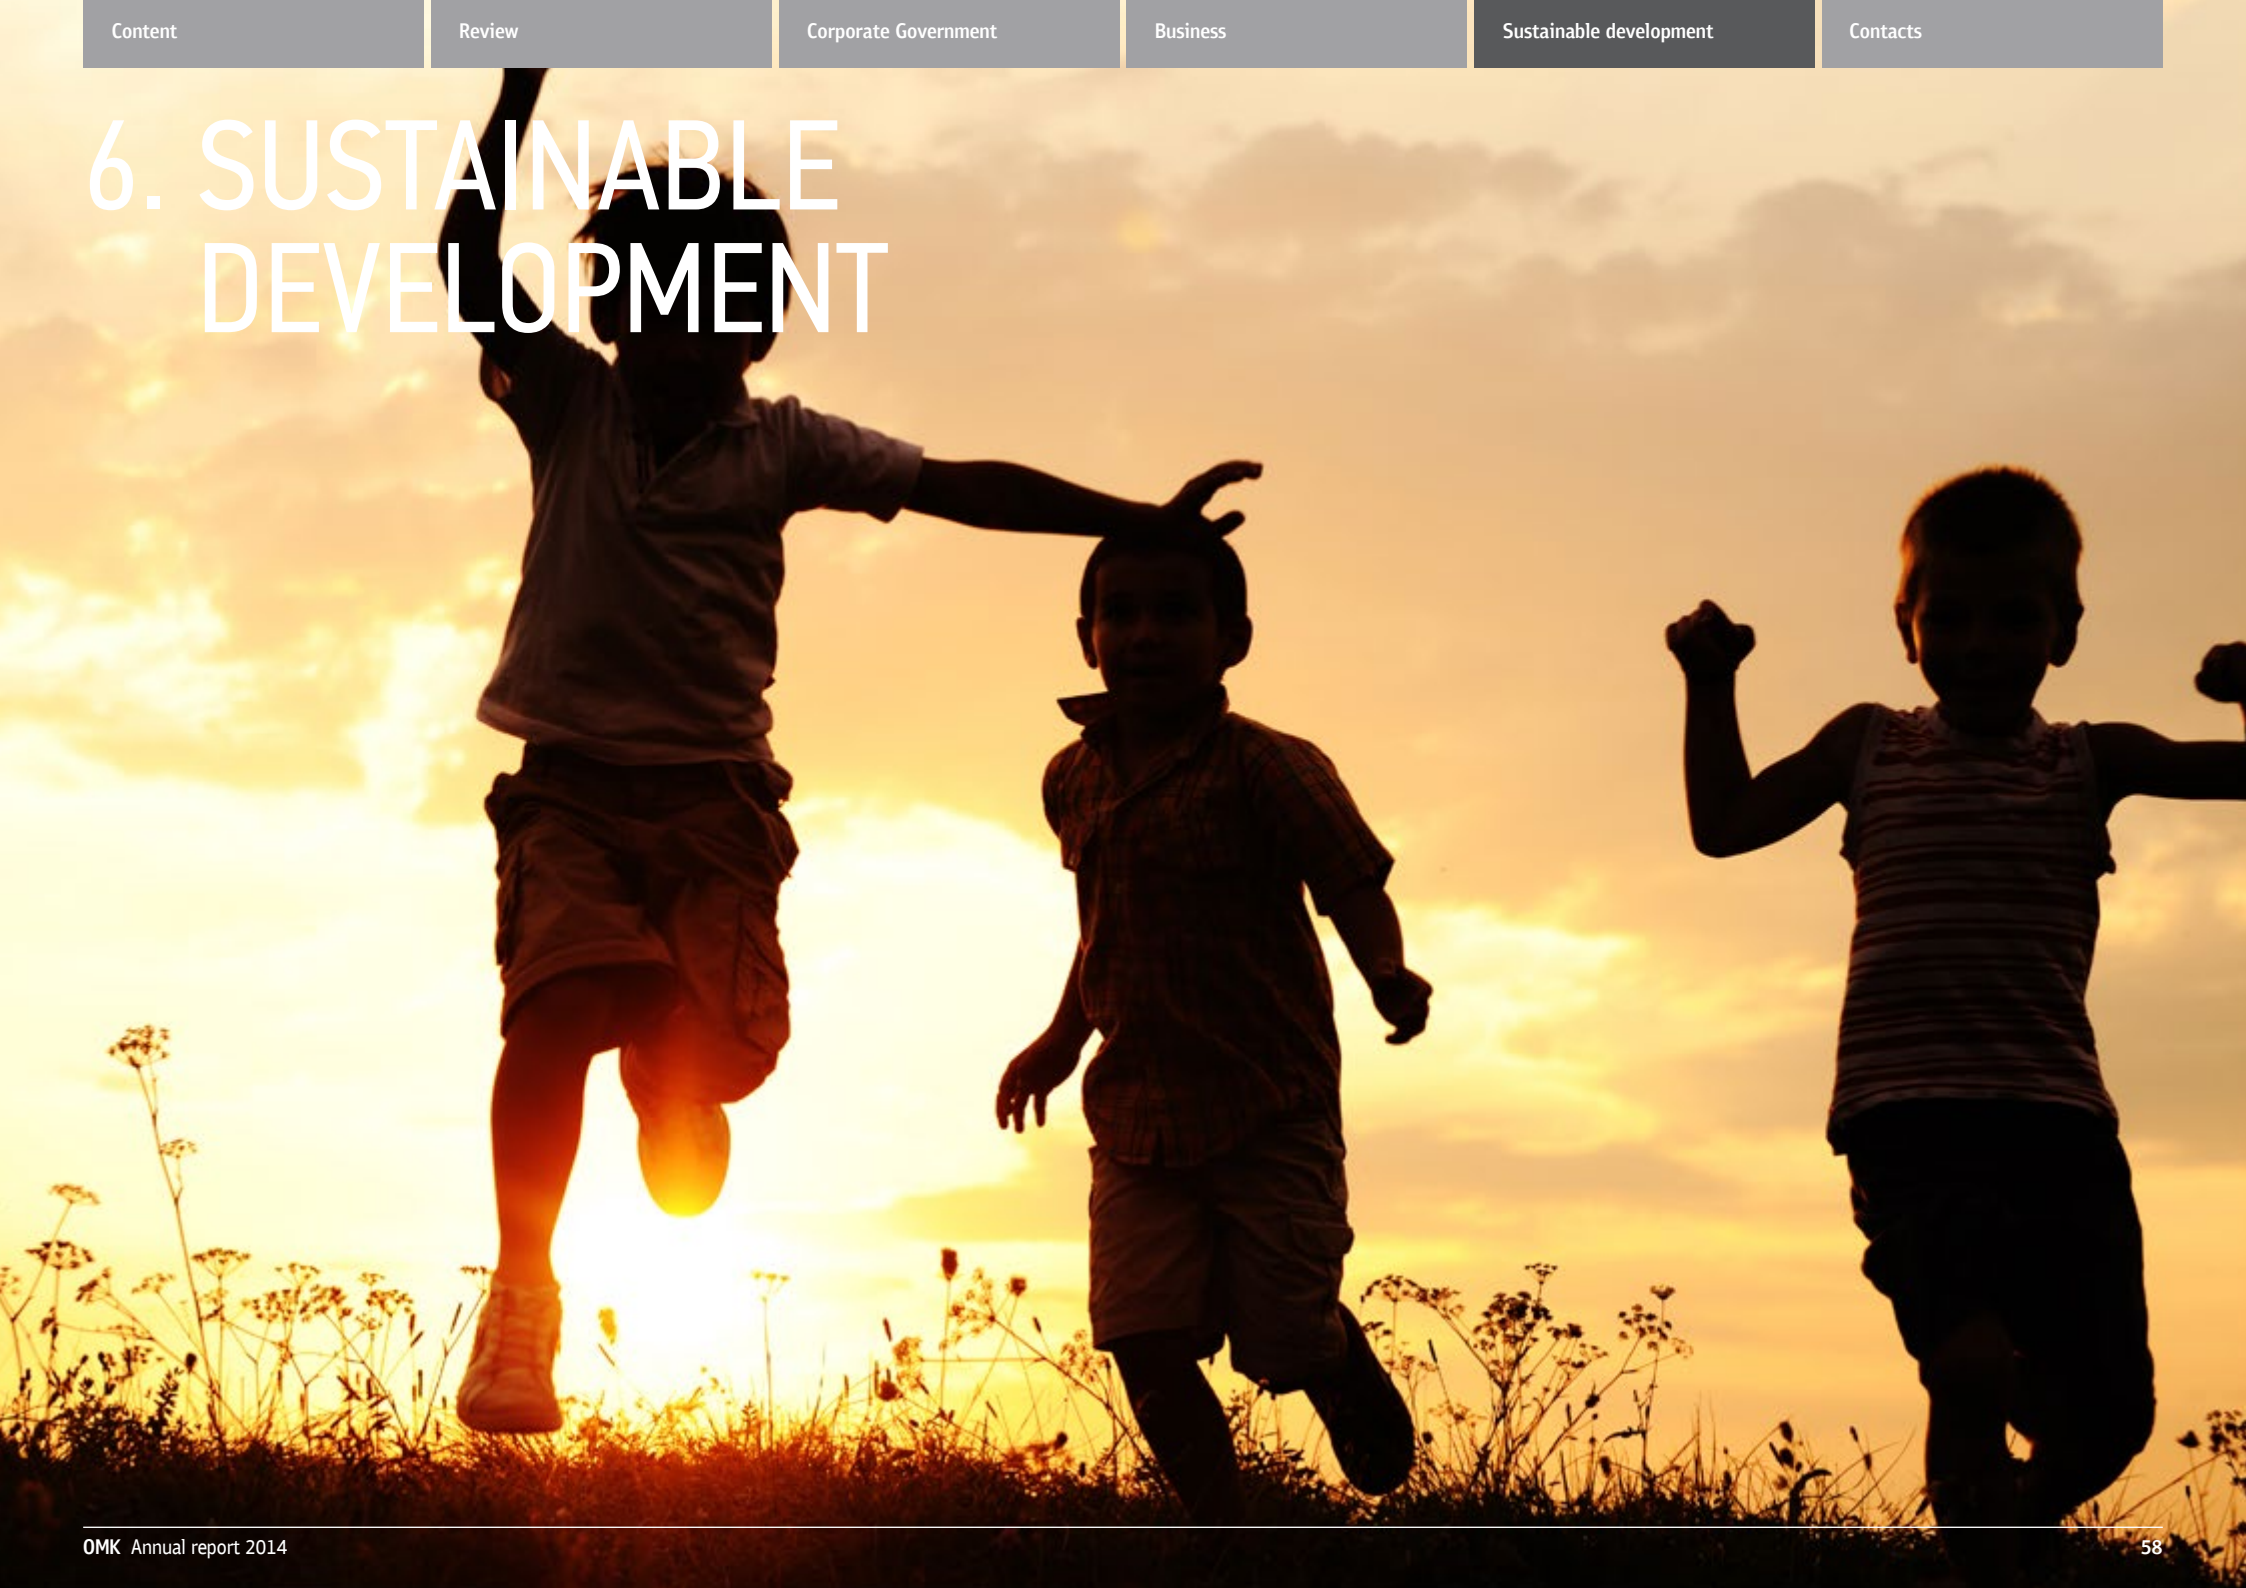 Content
Review
Corporate Government
Business
Sustainable development
Contacts
6. SUSTAINABLE
DEVELOPMENT
OMK Annual report 2014
58